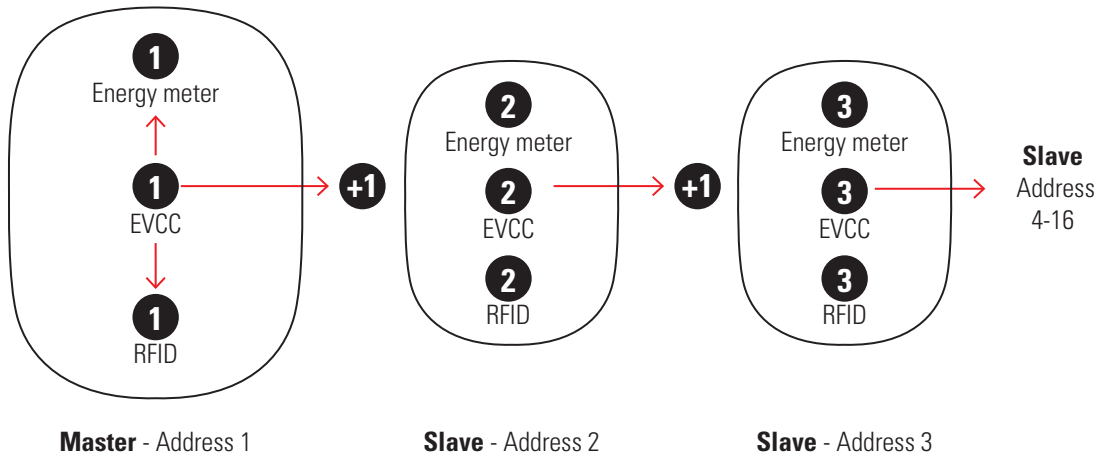 1
Energy meter
1
EVCC
1
RFID
Master - Address 1
+1
2
Energy meter
2
EVCC
2
RFID
Slave - Address 2
+1
3
Energy meter
3
EVCC
3
RFID
Slave - Address 3
Slave
Address
4-16